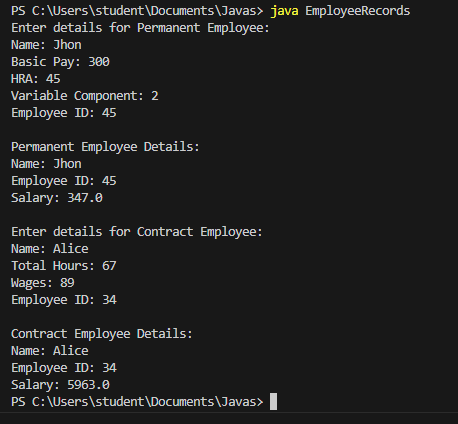 PS C:\Users\student\Documents\Javas> java EmployeeRecords
Enter details for Permanent Employee:
Name: Jhon
Basic Pay: 300
HRA: 45
Variable Component: 2
Employee ID: 45

Permanent Employee Details:
Name: Jhon
Employee ID: 45
Salary: 347.0

Enter details for Contract Employee:
Name: Alice
Total Hours: 67
Wages: 89
Employee ID: 34

Contract Employee Details:
Name: Alice
Employee ID: 34
Salary: 5963.0
PS C:\Users\student\Documents\Javas>